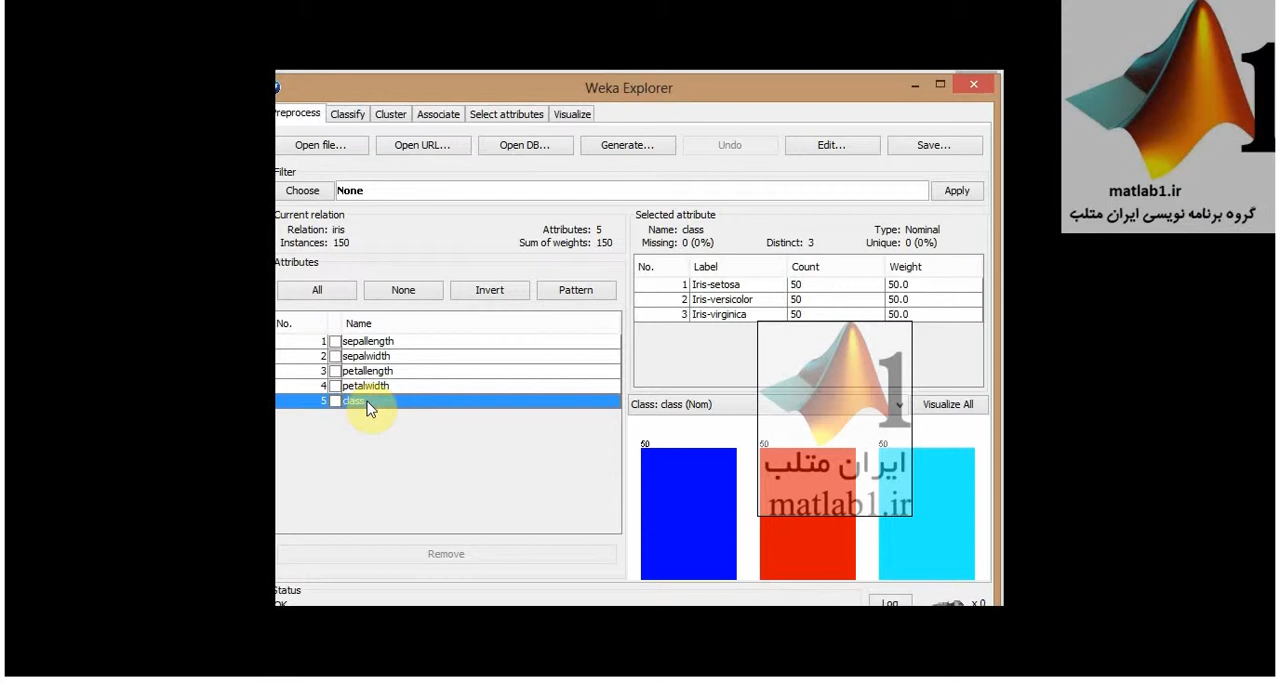 Weka Explorer
Preprocess Classify Cluster Associate Select attributes Visualize
Open file... Open URL... Open DB... Generate... Undo Edit... Save...
Filter
Choose None Apply
Current relation
Relation: iris Attributes: 5
Instances: 150 Sum of weights: 150
Attributes
All None Invert Pattern
No. Name
1 sepallength
2 sepalwidth
3 petallength
4 petalwidth
5 class
Remove
Status
OK
Selected attribute
Name: class Type: Nominal
Missing: 0 (0%) Distinct: 3 Unique: 0 (0%)
No. Label Count Weight
1 Iris-setosa 50 50.0
2 Iris-versicolor 50 50.0
3 Iris-virginica 50 50.0
Class: class (Nom) Visualize All
50 50 50
ایران متلب
matlab1.ir
Log x 0
1
matlab1.ir
گروه برنامه نویسی ایران متلب